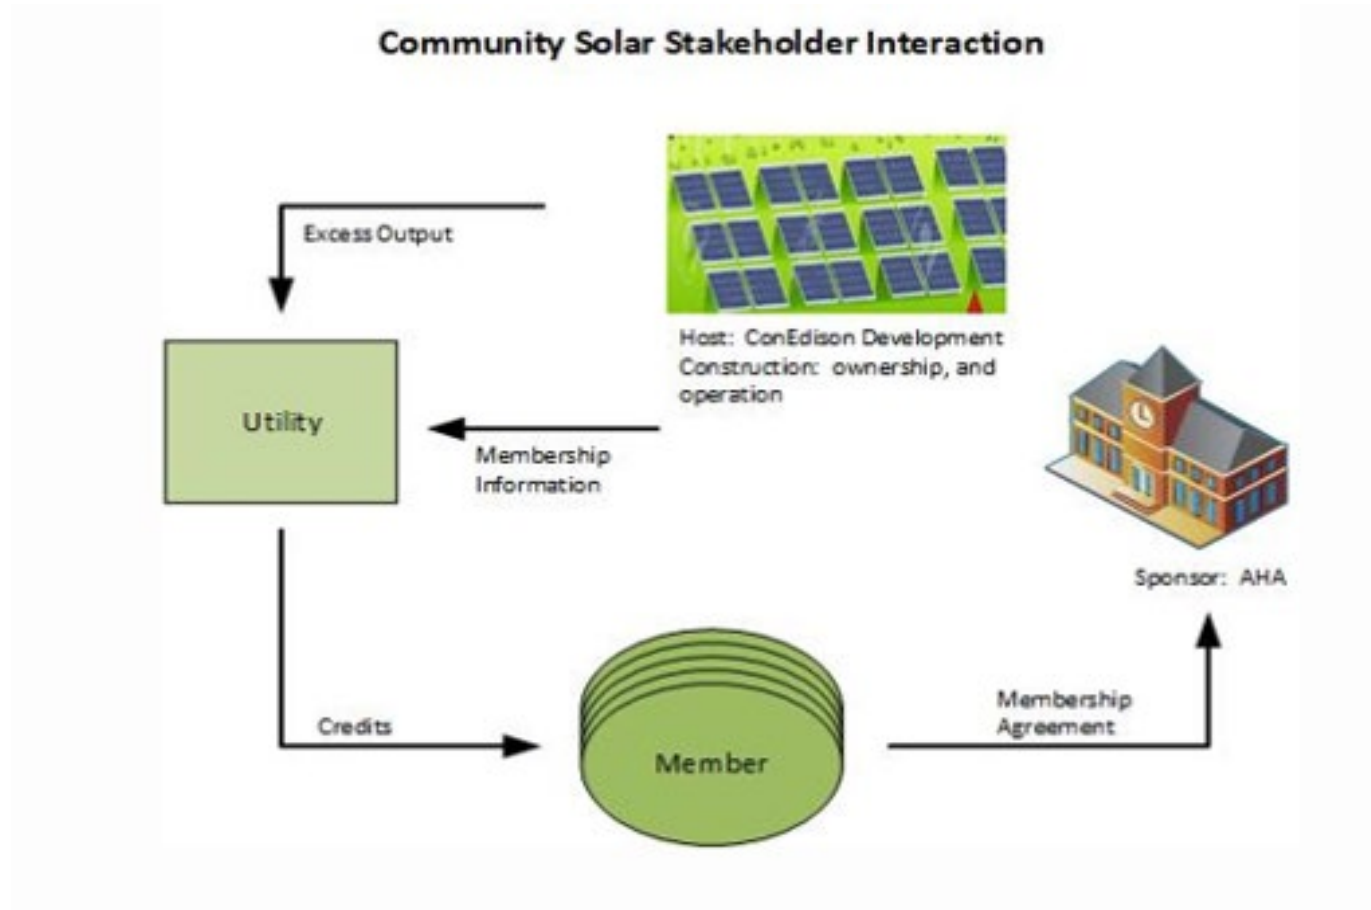 Community Solar Stakeholder Interaction
Excess Output
Host: ConEdison Development
Construction: ownership, and
operation
Utility
Membership
Information
Sponsor: AHA
Credits
Member
Membership
Agreement